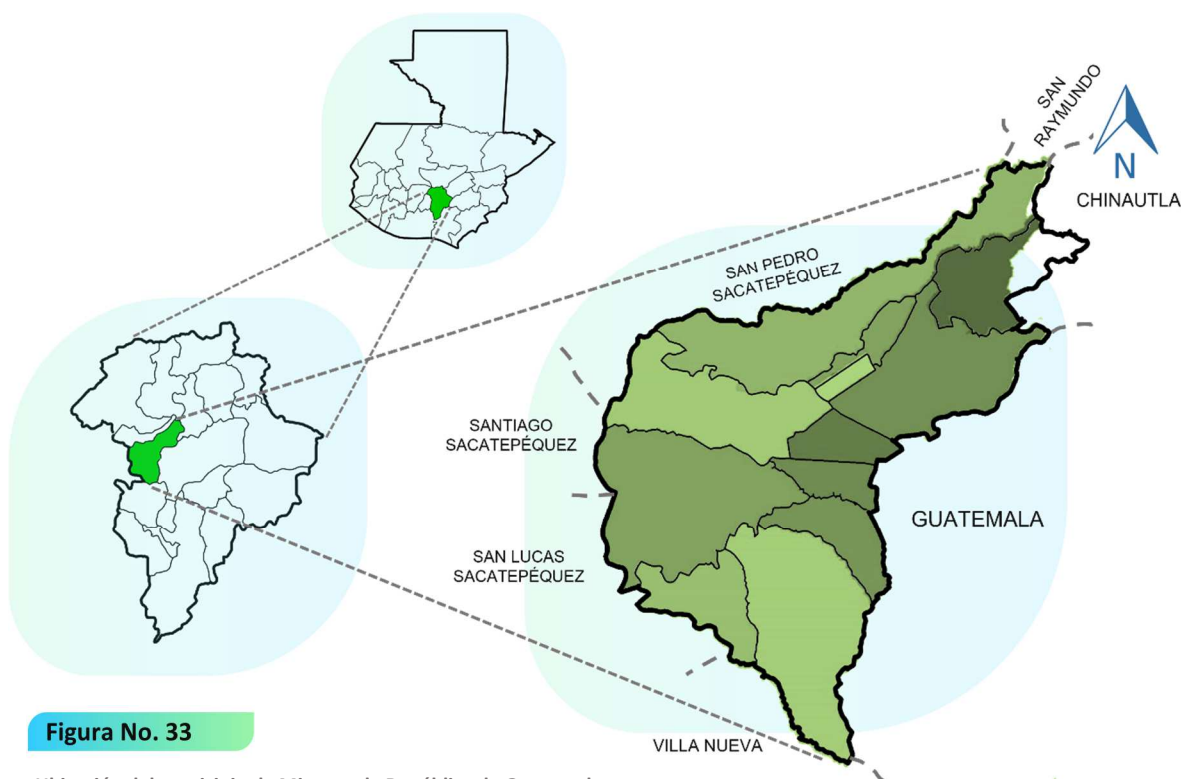 SAN
RAYMUNDO
N
CHINAUTLA
SAN PEDRO
SACATEPÉQUEZ
SANTIAGO
SACATEPÉQUEZ
GUATEMALA
SAN LUCAS
SACATEPÉQUEZ
VILLA NUEVA
Figura No. 33